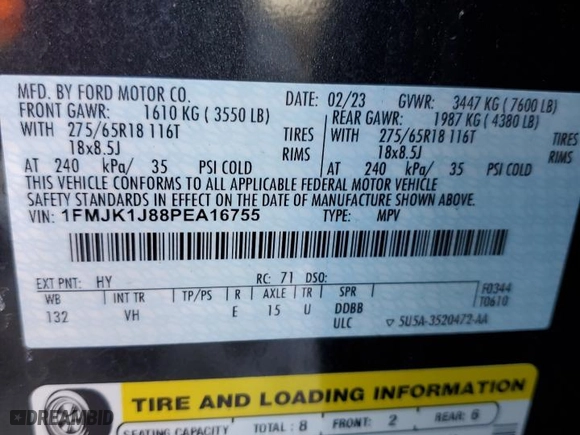 MFD. BY FORD MOTOR CO.
DATE: 02/23 GVWR: 3447 KG (7600 LB)
FRONT GAWR: 1610 KG (3550 LB) REAR GAWR: 1987 KG (4380 LB)
WITH 275/65R18 116T TIRES WITH 275/65R18 116T TIRES
18x8.5J RIMS 18x8.5J RIMS
AT 240 kPa/ 35 PSI COLD AT 240 kPa/ 35 PSI COLD
THIS VEHICLE CONFORMS TO ALL APPLICABLE FEDERAL MOTOR VEHICLE
SAFETY STANDARDS IN EFFECT ON THE DATE OF MANUFACTURE SHOWN ABOVE.
VIN: 1FMJK1J88PEA16755 TYPE: MPV
EXT PNT: HY RC: 71 DSO:
WB INT TR TP/PS R AXLE TR SPR
132 VH E 15 U DDBB
ULC
F0344
T0610
▽ 5U5A-3520472-AA
TIRE AND LOADING INFORMATION
SEATING CAPACITY TOTAL: 8 FRONT: 2 REAR: 6
DREAMBID